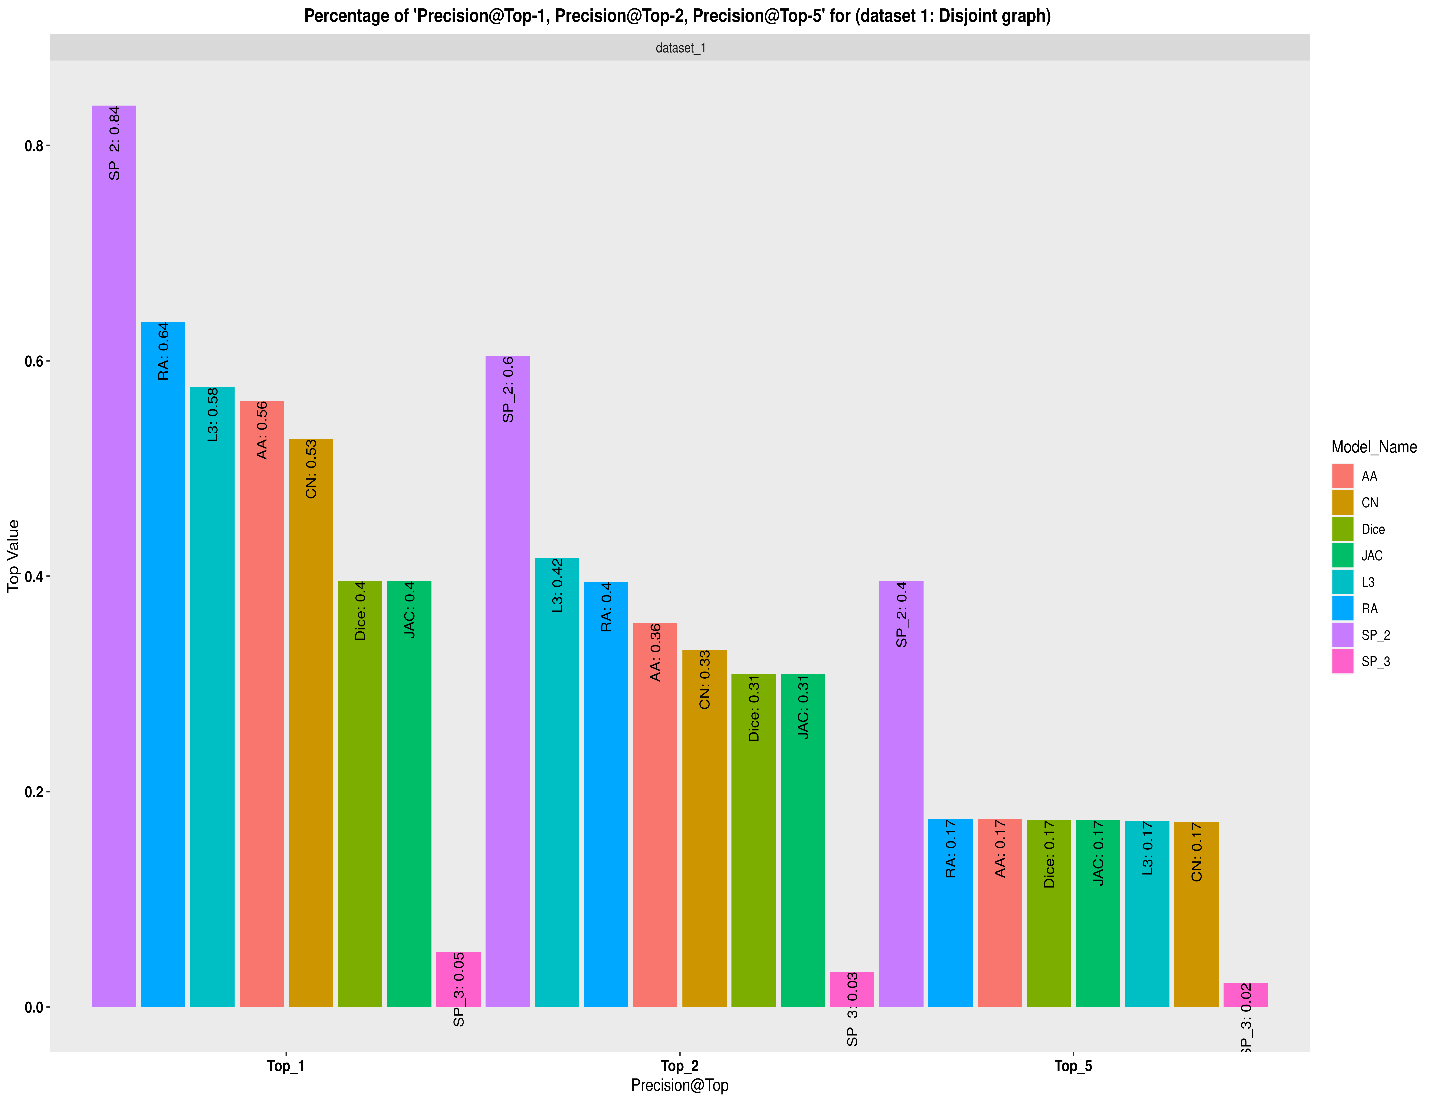 Percentage of 'Precision@Top-1, Precision@Top-2, Precision@Top-5' for (dataset 1: Disjoint graph)
dataset_1
Top Value
0.8
0.6
0.4
0.2
0.0
SP_2: 0.84
RA: 0.64
L3: 0.58
AA: 0.56
CN: 0.53
Dice: 0.4
JAC: 0.4
SP_3: 0.05
SP_2: 0.6
L3: 0.42
RA: 0.4
AA: 0.36
CN: 0.33
Dice: 0.31
JAC: 0.31
SP_3: 0.03
SP_2: 0.4
RA: 0.17
AA: 0.17
Dice: 0.17
JAC: 0.17
L3: 0.17
CN: 0.17
SP_3: 0.02
Top_1
Top_2
Top_5
Precision@Top
Model_Name
AA
CN
Dice
JAC
L3
RA
SP_2
SP_3